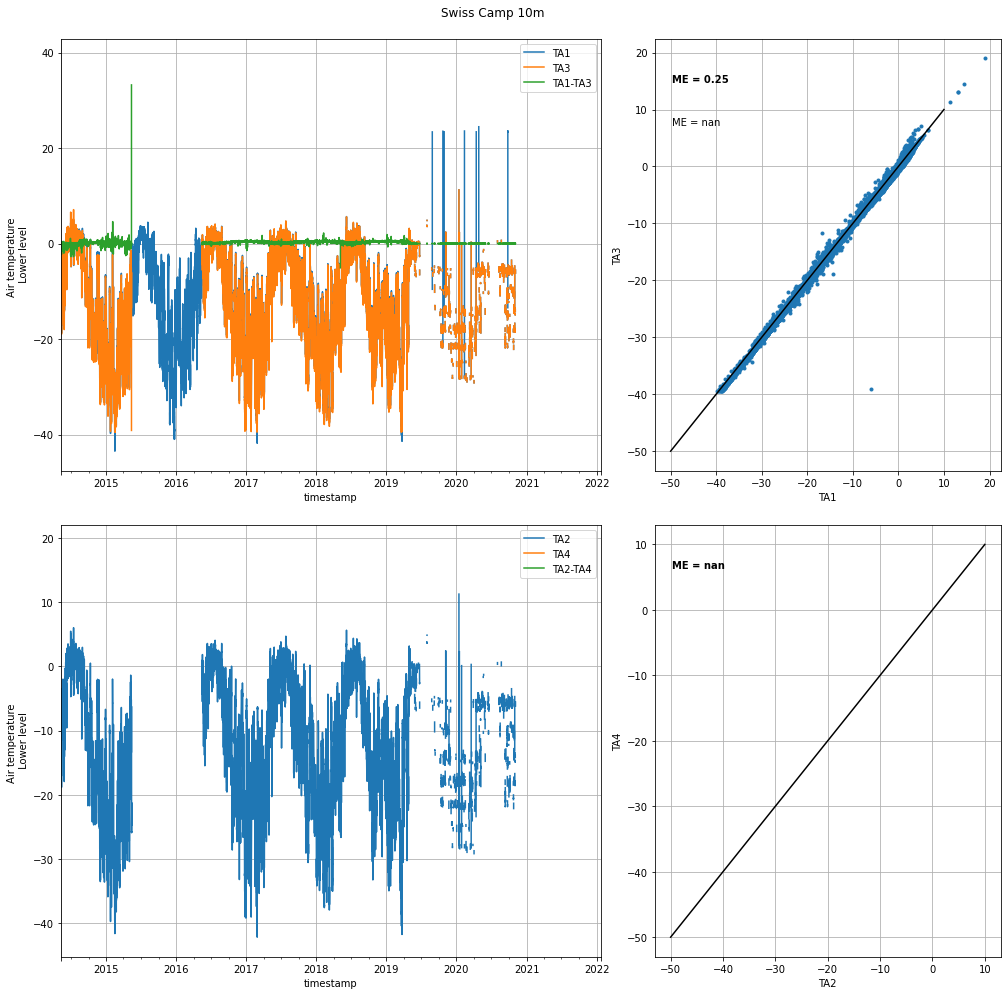 Swiss Camp 10m
TA1
TA3
TA1-TA3
40
20
0
−20
−40
Air temperature
Lower level
2015
2016
2017
2018
2019
2020
2021
2022
timestamp
ME = 0.25
ME = nan
20
10
0
−10
−20
−30
−40
−50
TA3
−50
−40
−30
−20
−10
0
10
20
TA1
TA2
TA4
TA2-TA4
20
10
0
−10
−20
−30
−40
Air temperature
Lower level
2015
2016
2017
2018
2019
2020
2021
2022
timestamp
ME = nan
10
0
−10
−20
−30
−40
−50
TA4
−50
−40
−30
−20
−10
0
10
TA2